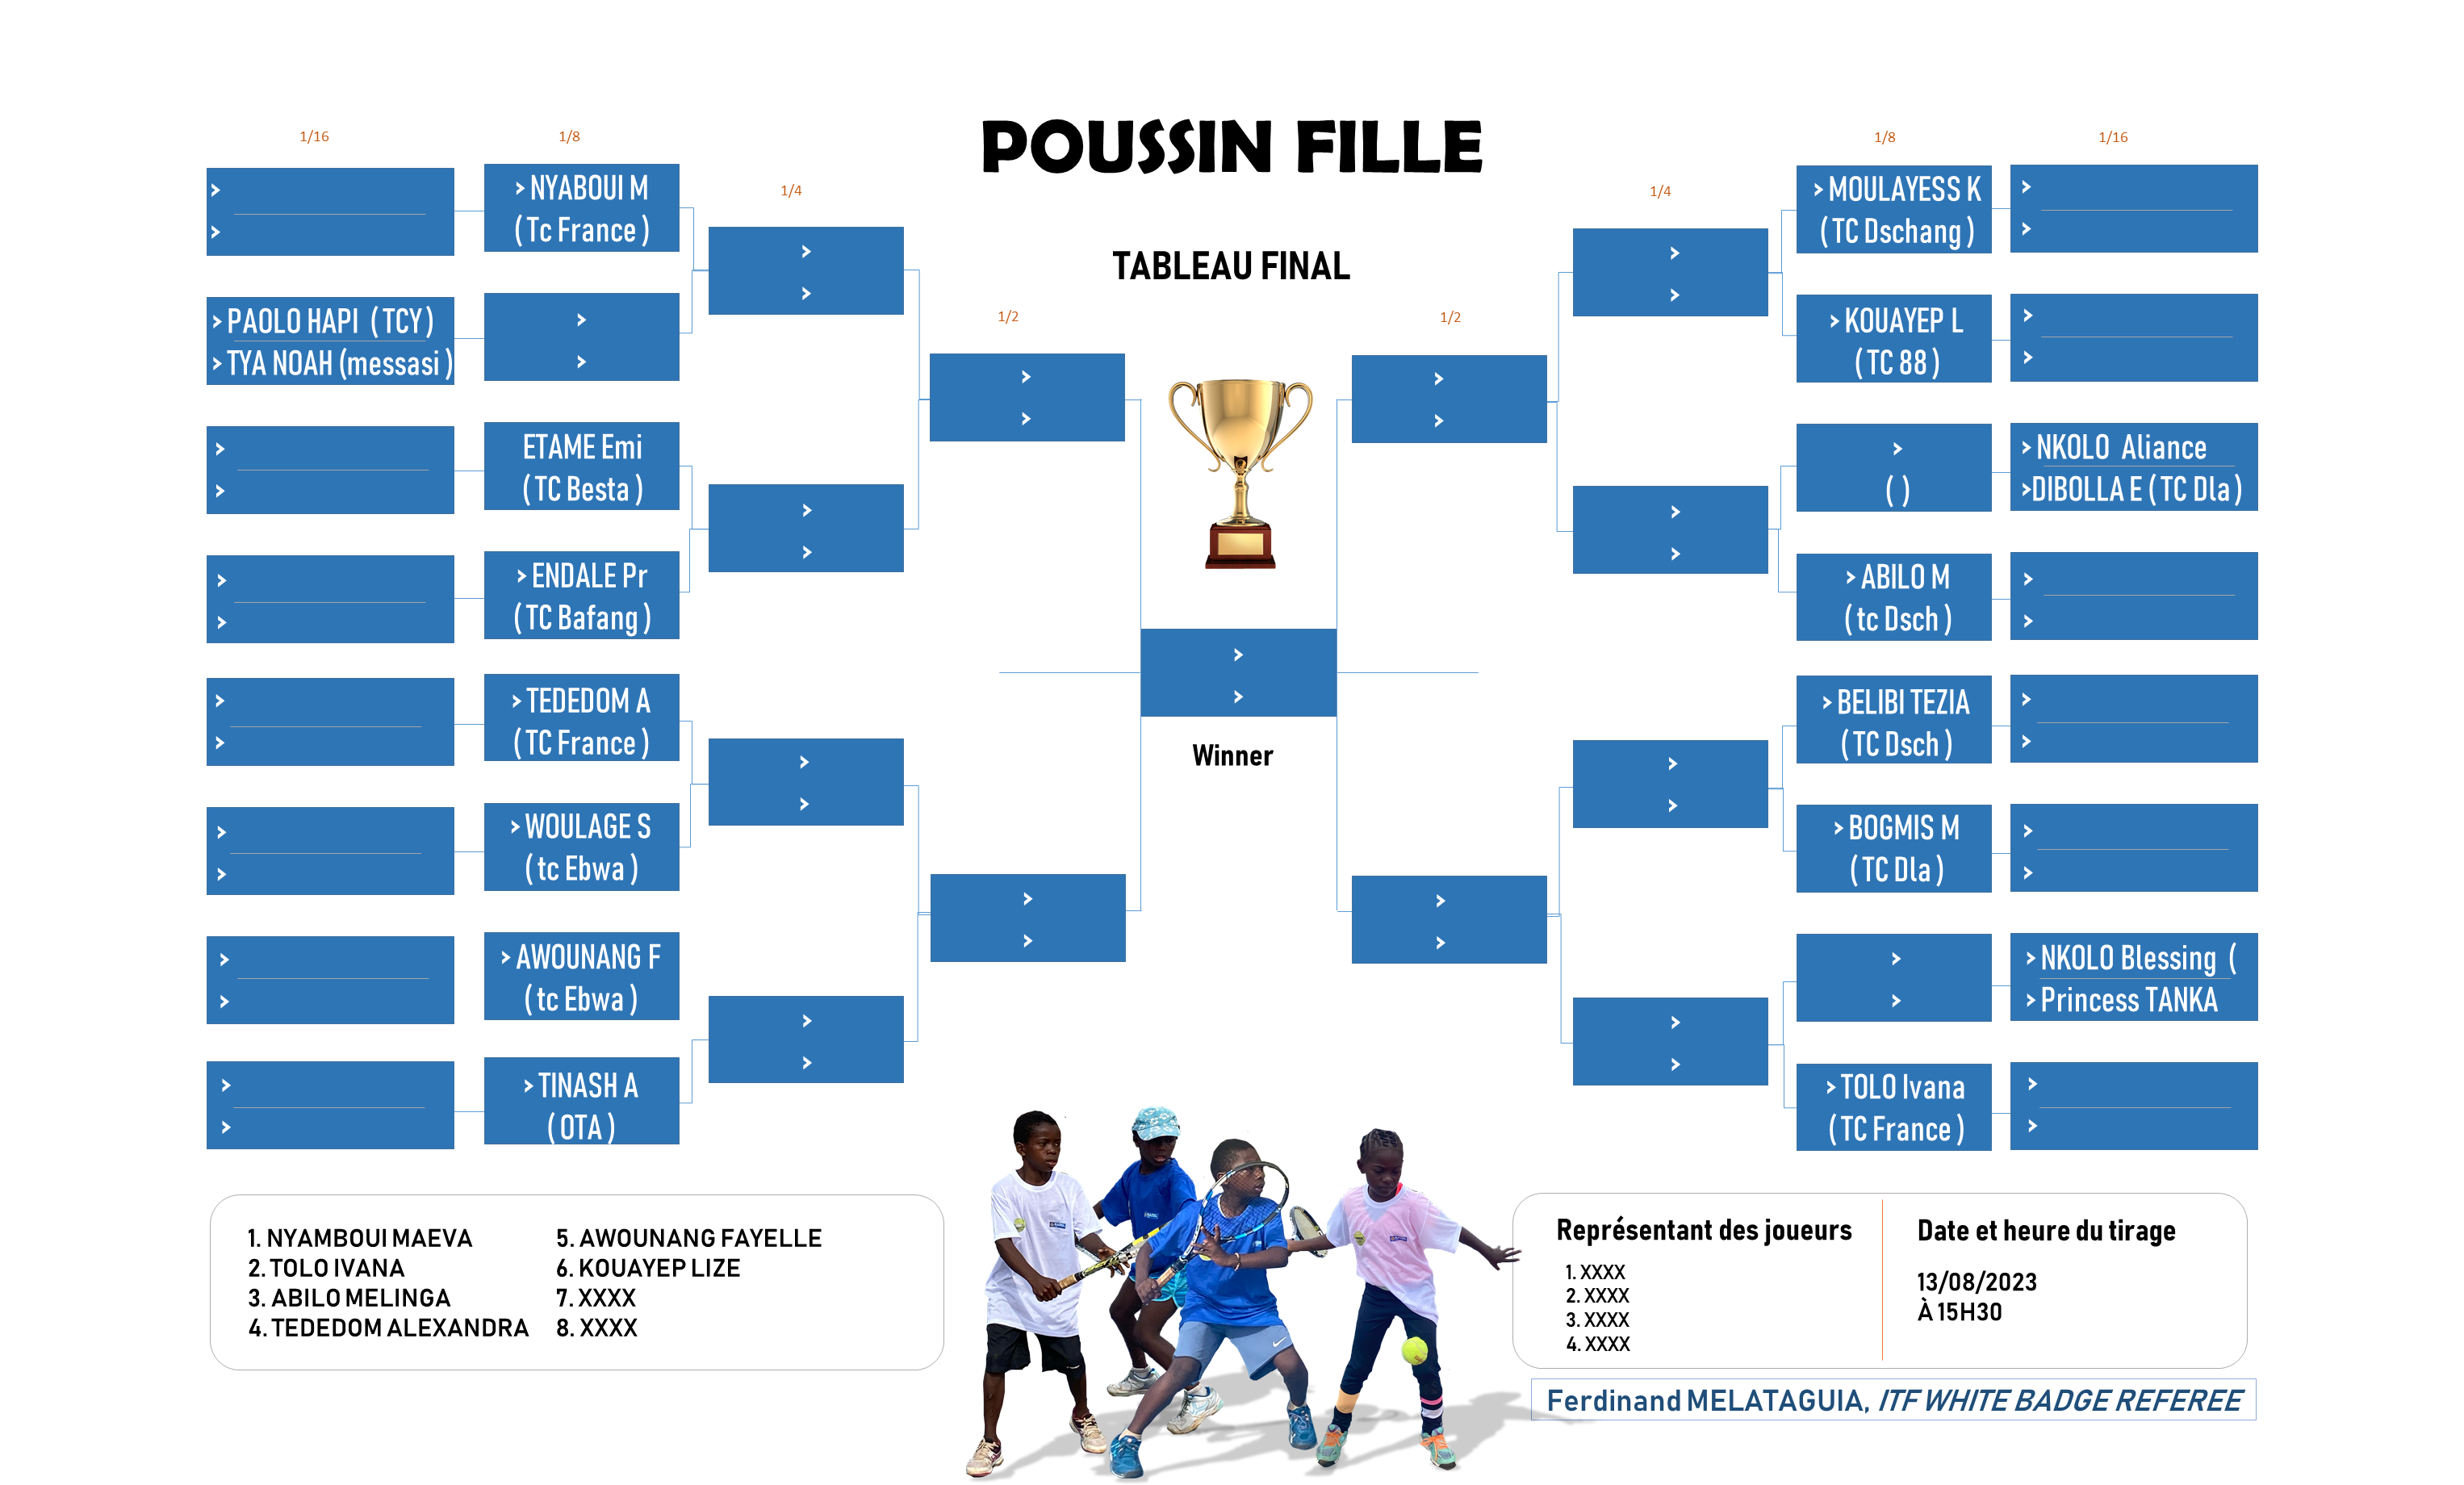 POUSSIN FILLE
TABLEAU FINAL
1/16
1/8
1/4
1/2
1/2
1/4
1/8
1/16
>
>
> PAOLO HAPI ( TCY )
> TYA NOAH (messasi )
>
>
>
>
>
>
>
>
>
>
>
>
> NYABOUI M
( Tc France )
>
>
ETAME Emi
( TC Besta )
> ENDALE Pr
( TC Bafang )
> TEDEDOM A
( TC France )
> WOULAGE S
( tc Ebwa )
> AWOUNANG F
( tc Ebwa )
> TINASH A
( OTA )
>
>
>
>
>
>
>
>
>
>
>
>
>
>
Winner
>
>
>
>
>
>
>
>
>
>
>
>
> MOULAYESS K
( TC Dschang )
> KOUAYEP L
( TC 88 )
>
( )
> ABILO M
( tc Dsch )
> BELIBI TEZIA
( TC Dsch )
> BOGMIS M
( TC Dla )
>
>
> TOLO Ivana
( TC France )
>
>
>
>
> NKOLO Aliance
>DIBOLLA E ( TC Dla )
>
>
>
>
>
>
> NKOLO Blessing (
> Princess TANKA
>
>
1. NYAMBOUI MAEVA
2. TOLO IVANA
3. ABILO MELINGA
4. TEDEDOM ALEXANDRA
5. AWOUNANG FAYELLE
6. KOUAYEP LIZE
7. XXXX
8. XXXX
Représentant des joueurs
1. XXXX
2. XXXX
3. XXXX
4. XXXX
Date et heure du tirage
13/08/2023
À 15H30
Ferdinand MELATAGUIA, ITF WHITE BADGE REFEREE